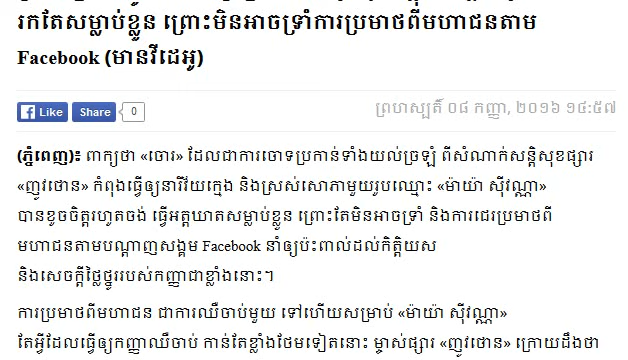 រកតែសម្លាប់ខ្លួន ព្រោះមិនអាចទ្រាំការប្រមាថពីមហាជនតាម
Facebook (មានវីដេអូ)
Like Share 0 ព្រហស្បតិ៍ ០៨ កញ្ញា, ២០១៦ ១៤:៥៧
(ភ្នំពេញ)៖ ពាក្យថា «ចោរ» ដែលជាការចោទប្រកាន់ទាំងយល់ច្រឡំ ពីសំណាក់សន្តិសុខផ្សារ
«ញូវថោន» កំពុងធ្វើឲ្យនារីវ័យក្មេង និងស្រស់សោភាមួយរូបឈ្មោះ «ម៉ាយ៉ា ស៊ីវណ្ណា»
បានខូចចិត្តរហូតចង់ ធ្វើអត្តឃាតសម្លាប់ខ្លួន ព្រោះតែមិនអាចទ្រាំ និងការជេរប្រមាថពី
មហាជនតាមបណ្តាញសង្គម Facebook នាំឲ្យប៉ះពាល់ដល់កិត្តិយស
និងសេចក្តីថ្លៃថ្នូររបស់កញ្ញាជាខ្លាំងនោះ។
ការប្រមាថពីមហាជន ជាការឈឺចាប់មួយ ទៅហើយសម្រាប់ «ម៉ាយ៉ា ស៊ីវណ្ណា»
តែអ្វីដែលធ្វើឲ្យកញ្ញាឈឺចាប់ កាន់តែខ្លាំងថែមទៀតនោះ ម្ចាស់ផ្សារ «ញូវថោន» ក្រោយដឹងថា